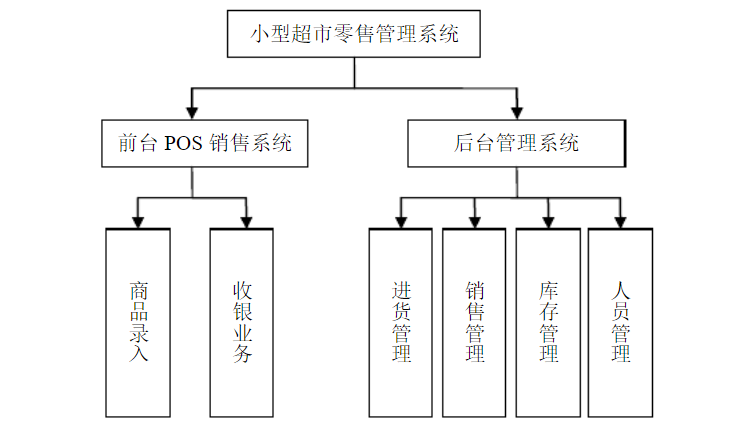 小型超市零售管理系统
前台 POS 销售系统
后台管理系统
商品录入
收银业务
进货管理
销售管理
库存管理
人员管理